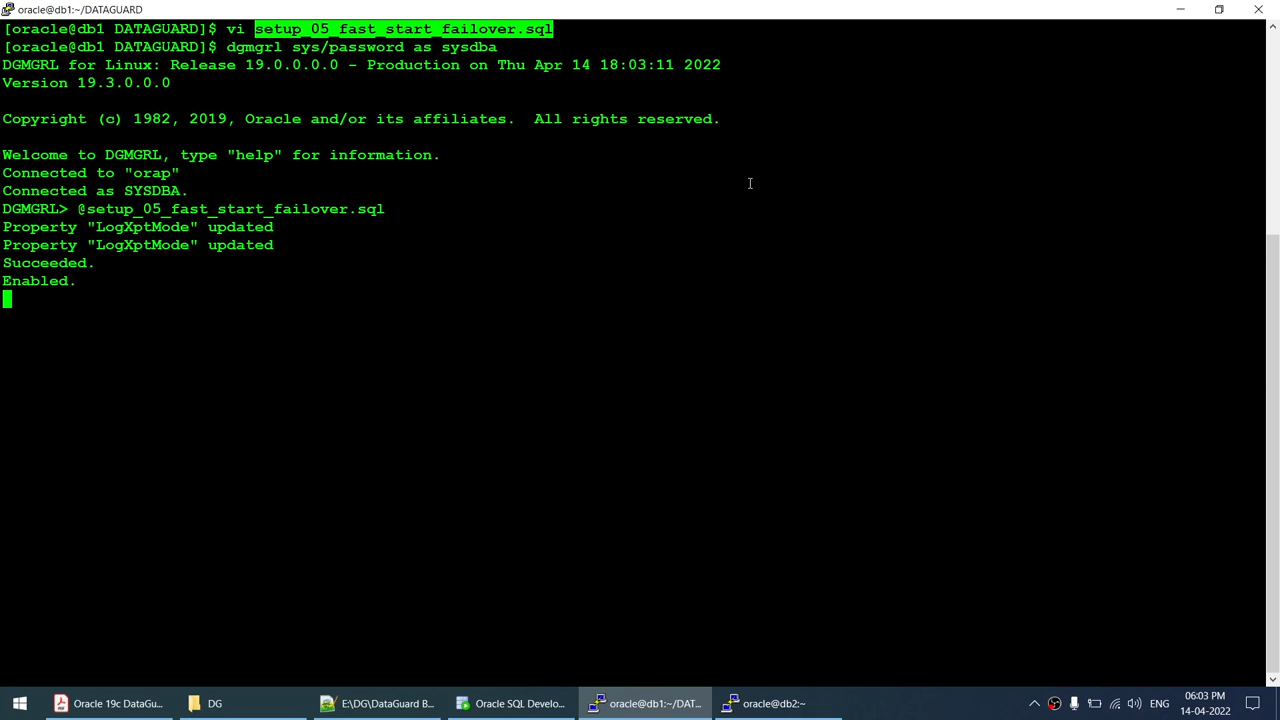 oracle@db1:~/DATAGUARD
[oracle@db1 DATAGUARD]$ vi setup_05_fast_start_failover.sql
[oracle@db1 DATAGUARD]$ dgmgrl sys/password as sysdba
DGMGRL for Linux: Release 19.0.0.0.0 - Production on Thu Apr 14 18:03:11 2022
Version 19.3.0.0.0
Copyright (c) 1982, 2019, Oracle and/or its affiliates.  All rights reserved.
Welcome to DGMGRL, type "help" for information.
Connected to "orap"
Connected as SYSDBA.
DGMGRL> @setup_05_fast_start_failover.sql
Property "LogXptMode" updated
Property "LogXptMode" updated
Succeeded.
Enabled.
Oracle 19c DataGu...
DG
E:\DG\DataGuard B...
Oracle SQL Develo...
oracle@db1:~/DAT...
oracle@db2:~
ENG
06:03 PM
14-04-2022